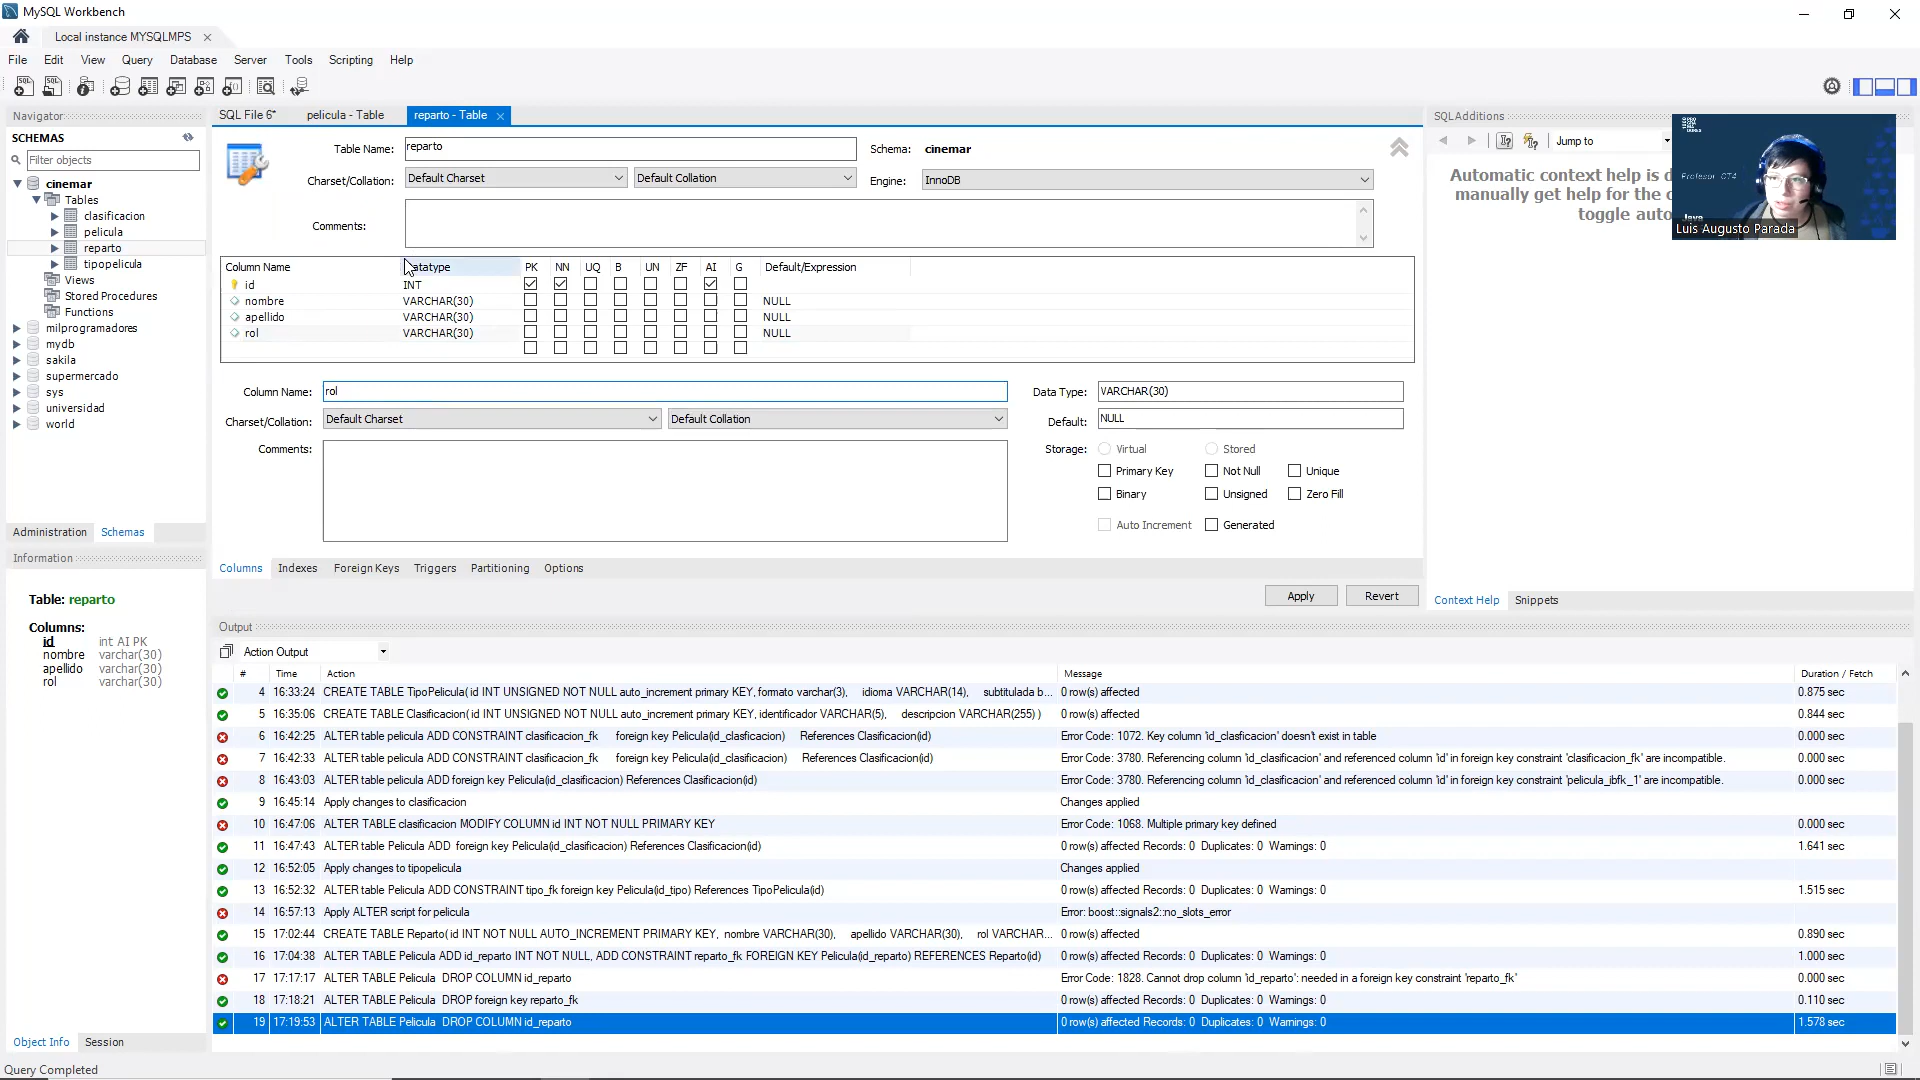 MySQL Workbench
Local instance MYSQLMPS
File Edit View Query Database Server Tools Scripting Help
Navigator
SCHEMAS
Filter objects
cinemar
Tables
clasificacion
pelicula
reparto
tipopelicula
Views
Stored Procedures
Functions
milprogramadores
mydb
sakila
supermercado
sys
universidad
world
Administration Schemas
Information
Table: reparto
Columns:
id int AI PK
nombre varchar(30)
apellido varchar(30)
rol varchar(30)
Object Info Session
Query Completed
SQL File 6* pelicula - Table reparto - Table
Table Name: reparto Schema: cinemar
Charset/Collation: Default Charset Default Collation Engine: InnoDB
Comments:
Column Name Datatype PK NN UQ B UN ZF AI G Default/Expression
id INT
nombre VARCHAR(30) NULL
apellido VARCHAR(30) NULL
rol VARCHAR(30) NULL
Column Name: rol Data Type: VARCHAR(30)
Charset/Collation: Default Charset Default Collation Default: NULL
Comments: Storage: Virtual Stored
Primary Key Not Null Unique
Binary Unsigned Zero Fill
Auto Increment Generated
Columns Indexes Foreign Keys Triggers Partitioning Options
Apply Revert
Output
Action Output
# Time Action Message Duration / Fetch
4 16:33:24 CREATE TABLE TipoPelicula( id INT UNSIGNED NOT NULL auto_increment primary KEY, formato varchar(3), idioma VARCHAR(14), subtitulada b... 0 row(s) affected 0.875 sec
5 16:35:06 CREATE TABLE Clasificacion( id INT UNSIGNED NOT NULL auto_increment primary KEY, identificador VARCHAR(5), descripcion VARCHAR(255) ) 0 row(s) affected 0.844 sec
6 16:42:25 ALTER table pelicula ADD CONSTRAINT clasificacion_fk foreign key Pelicula(id_clasficacion) References Clasificacion(id) Error Code: 1072. Key column 'id_clasficacion' doesn't exist in table 0.000 sec
7 16:42:33 ALTER table pelicula ADD CONSTRAINT clasificacion_fk foreign key Pelicula(id_clasificacion) References Clasificacion(id) Error Code: 3780. Referencing column 'id_clasificacion' and referenced column 'id' in foreign key constraint 'clasificacion_fk' are incompatible. 0.000 sec
8 16:43:03 ALTER table pelicula ADD foreign key Pelicula(id_clasificacion) References Clasificacion(id) Error Code: 3780. Referencing column 'id_clasificacion' and referenced column 'id' in foreign key constraint 'pelicula_ibfk_1' are incompatible. 0.000 sec
9 16:45:14 Apply changes to clasificacion Changes applied
10 16:47:06 ALTER TABLE clasificacion MODIFY COLUMN id INT NOT NULL PRIMARY KEY Error Code: 1068. Multiple primary key defined 0.000 sec
11 16:47:43 ALTER table Pelicula ADD foreign key Pelicula(id_clasificacion) References Clasificacion(id) 0 row(s) affected Records: 0 Duplicates: 0 Warnings: 0 1.641 sec
12 16:52:05 Apply changes to tipopelicula Changes applied
13 16:52:32 ALTER table Pelicula ADD CONSTRAINT tipo_fk foreign key Pelicula(id_tipo) References TipoPelicula(id) 0 row(s) affected Records: 0 Duplicates: 0 Warnings: 0 1.515 sec
14 16:57:13 Apply ALTER script for pelicula Error: boost::signals2::no_slots_error
15 17:02:44 CREATE TABLE Reparto( id INT NOT NULL AUTO_INCREMENT PRIMARY KEY, nombre VARCHAR(30), apellido VARCHAR(30), rol VARCHAR... 0 row(s) affected 0.890 sec
16 17:04:38 ALTER TABLE Pelicula ADD id_reparto INT NOT NULL, ADD CONSTRAINT reparto_fk FOREIGN KEY Pelicula(id_reparto) REFERENCES Reparto(id) 0 row(s) affected Records: 0 Duplicates: 0 Warnings: 0 1.000 sec
17 17:17:17 ALTER TABLE Pelicula DROP COLUMN id_reparto Error Code: 1828. Cannot drop column 'id_reparto': needed in a foreign key constraint 'reparto_fk' 0.000 sec
18 17:18:21 ALTER TABLE Pelicula DROP foreign key reparto_fk 0 row(s) affected Records: 0 Duplicates: 0 Warnings: 0 0.110 sec
19 17:19:53 ALTER TABLE Pelicula DROP COLUMN id_reparto 0 row(s) affected Records: 0 Duplicates: 0 Warnings: 0 1.578 sec
SQLAdditions
Jump to
Automatic context help is d
manually get help for the c
toggle auto
Profesor CT4
Java
Luis Augusto Parada
Context Help Snippets